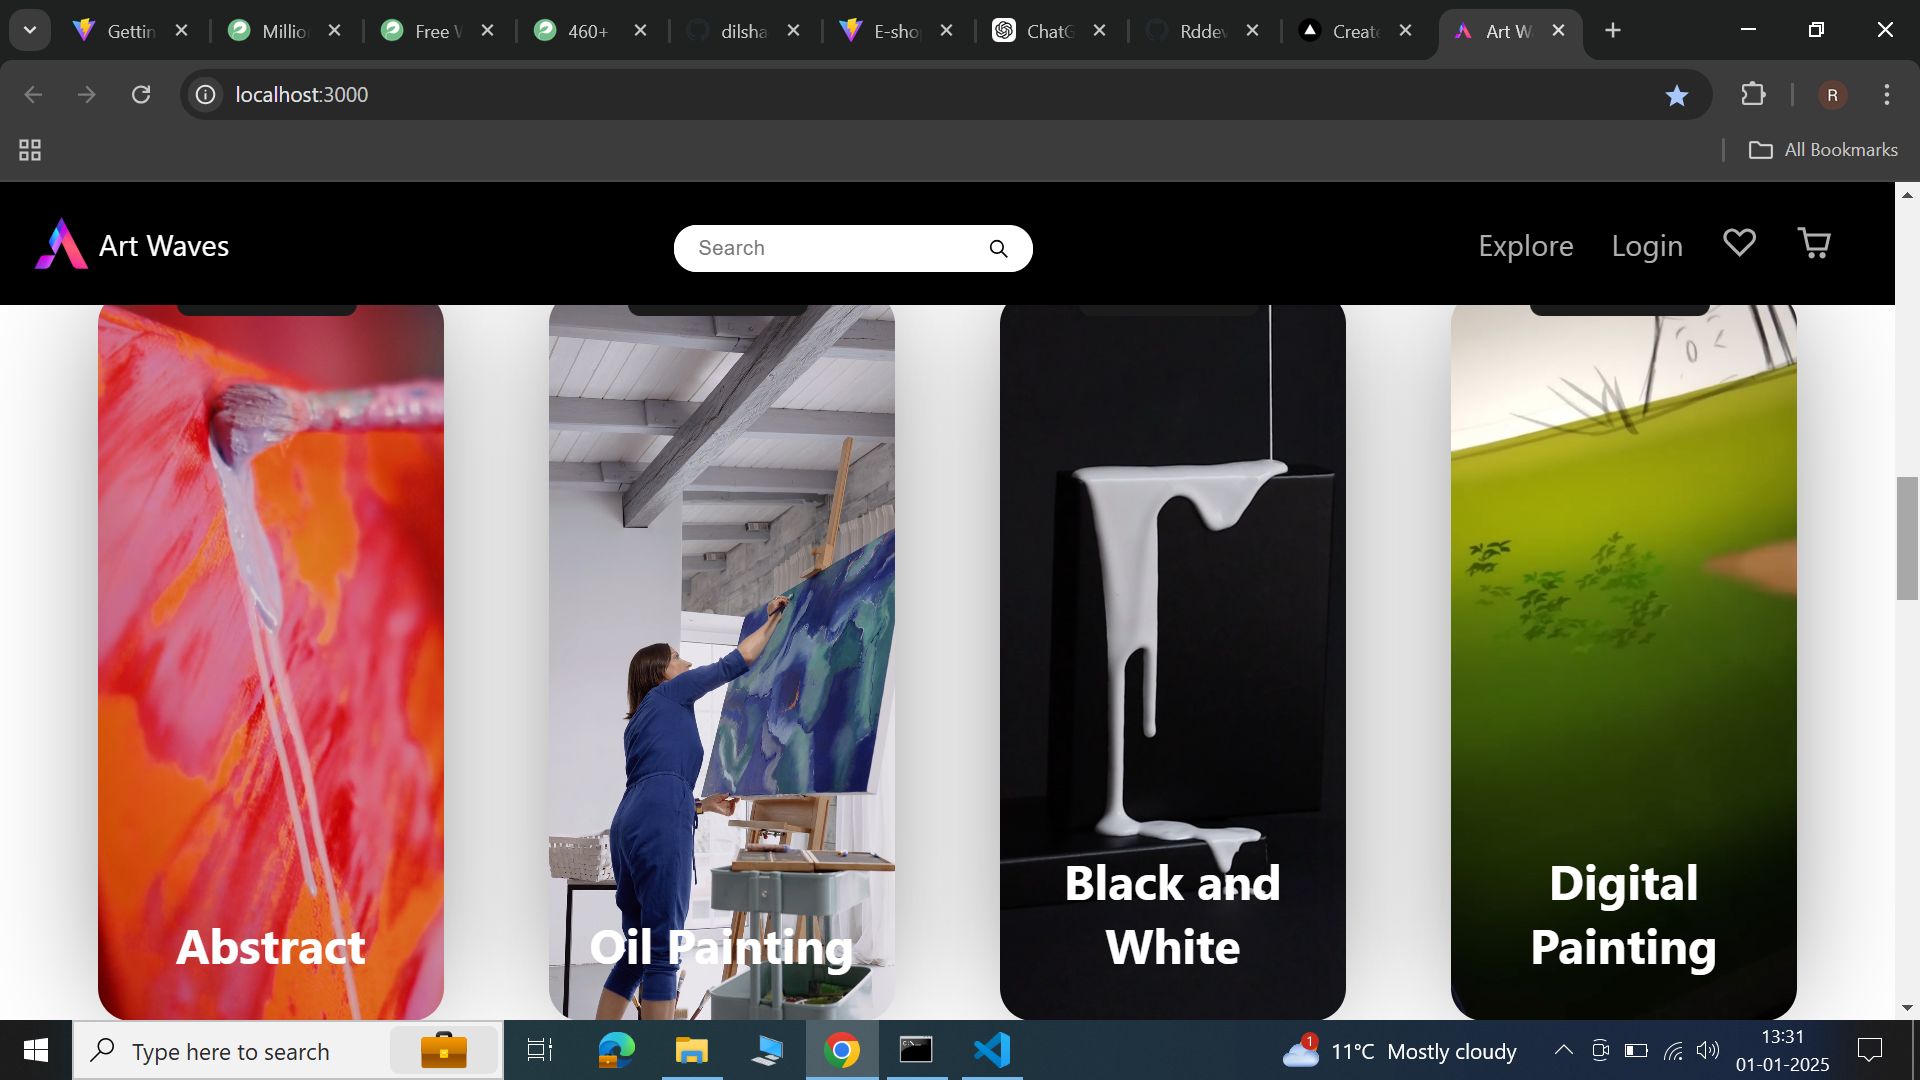 Gettin
Millio
Free W
460+
dilsha
E-sho
ChatG
Rddev
Create
Art W
localhost:3000
R
All Bookmarks
Art Waves
Search
Explore
Login
Abstract
Oil Painting
Black and
White
Digital
Painting
Type here to search
1
11°C Mostly cloudy
13:31
01-01-2025